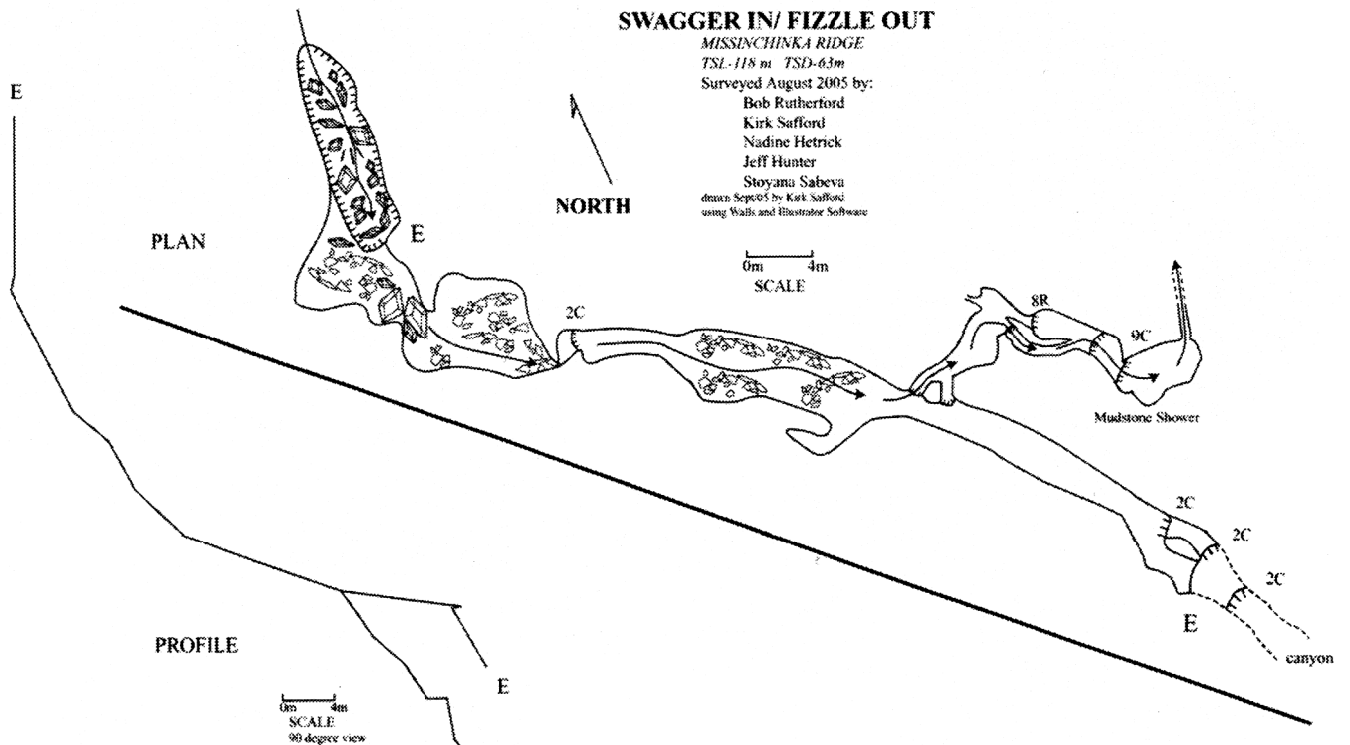 SWAGGER IN/ FIZZLE OUT
MISSINCHINKA RIDGE
TSL-118 m TSD-63m
Surveyed August 2005 by:
Bob Rutherford
Kirk Safford
Nadine Hetrick
Jeff Hunter
Stoyana Sabeva
drawn Sept/05 by Kirk Safford
using Walls and Illustrator Software
E
NORTH
PLAN
E
0m 4m
SCALE
2C
8R
9C
Mudstone Shower
2C
2C
2C
E
canyon
PROFILE
E
0m 4m
SCALE
90 degree view